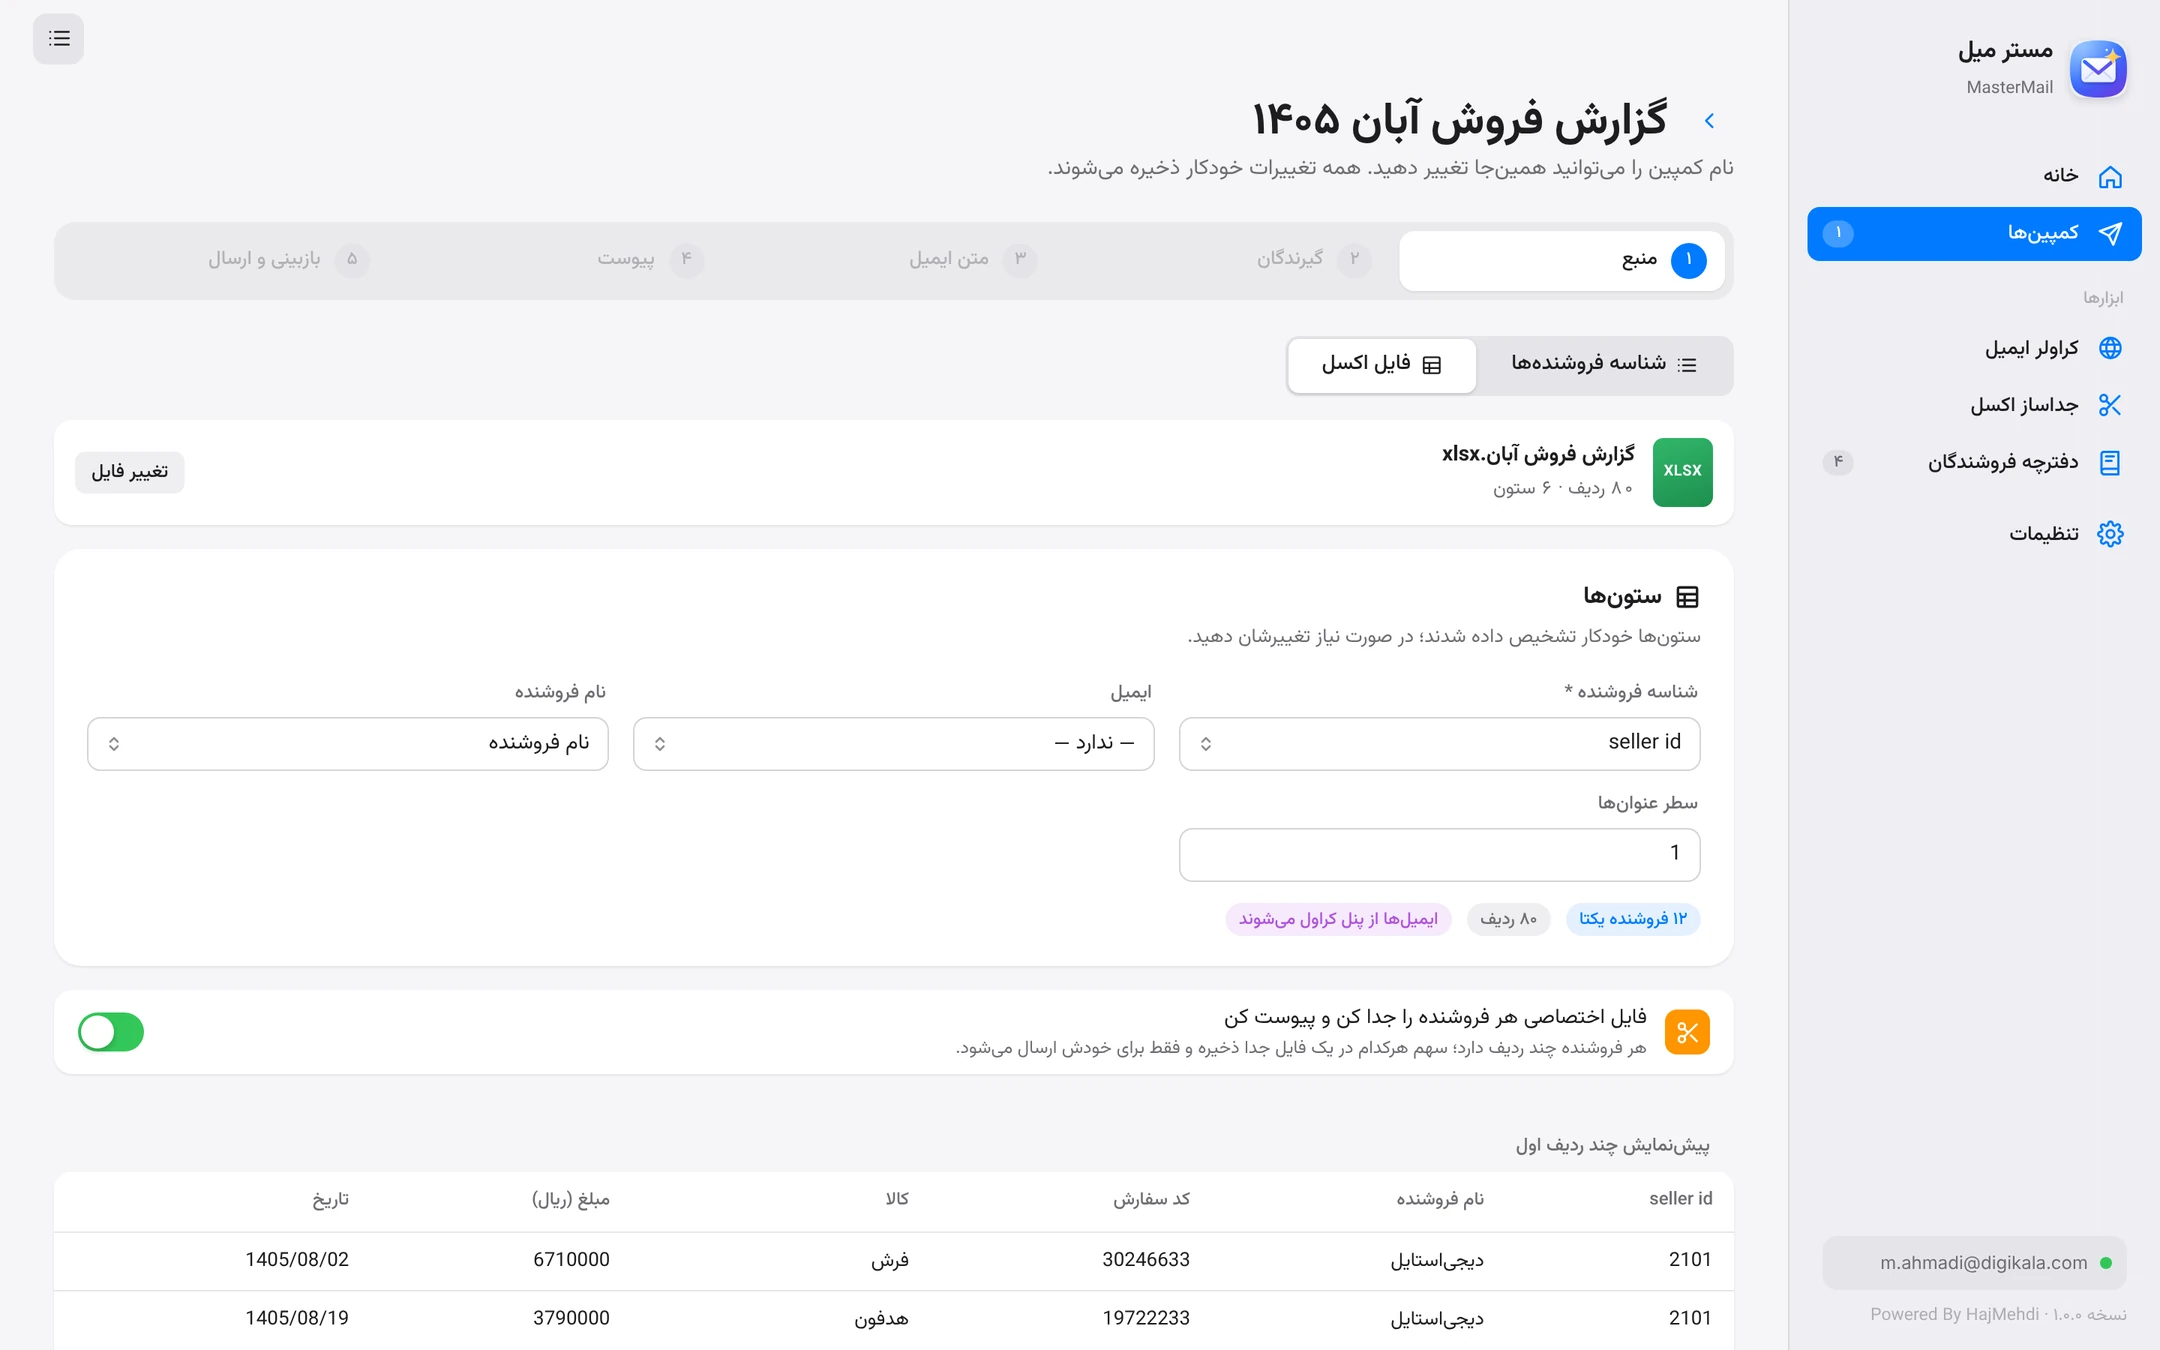 مستر میل
MasterMail
خانه
کمپین‌ها ۱
ابزارها
کراولر ایمیل
جداساز اکسل
دفترچه فروشندگان ۴
تنظیمات
m.ahmadi@digikala.com
نسخه ۱.۰.۰ · Powered By HajMehdi
گزارش فروش آبان ۱۴۰۵
نام کمپین را می‌توانید همین‌جا تغییر دهید. همه تغییرات خودکار ذخیره می‌شوند.
۱ منبع ۲ گیرندگان ۳ متن ایمیل ۴ پیوست ۵ بازبینی و ارسال
شناسه فروشنده‌ها فایل اکسل
XLSX
گزارش فروش آبان.xlsx
۸۰ ردیف · ۶ ستون
تغییر فایل
ستون‌ها
ستون‌ها خودکار تشخیص داده شدند؛ در صورت نیاز تغییرشان دهید.
شناسه فروشنده * ایمیل نام فروشنده
seller id — ندارد — نام فروشنده
سطر عنوان‌ها
1
۱۲ فروشنده یکتا ۸۰ ردیف ایمیل‌ها از پنل کراول می‌شوند
فایل اختصاصی هر فروشنده را جدا کن و پیوست کن
هر فروشنده چند ردیف دارد؛ سهم هرکدام در یک فایل جدا ذخیره و فقط برای خودش ارسال می‌شود.
پیش‌نمایش چند ردیف اول
seller id نام فروشنده کد سفارش کالا مبلغ (ریال) تاریخ
2101 دیجی‌استایل 30246633 فرش 6710000 1405/08/02
2101 دیجی‌استایل 19722233 هدفون 3790000 1405/08/19